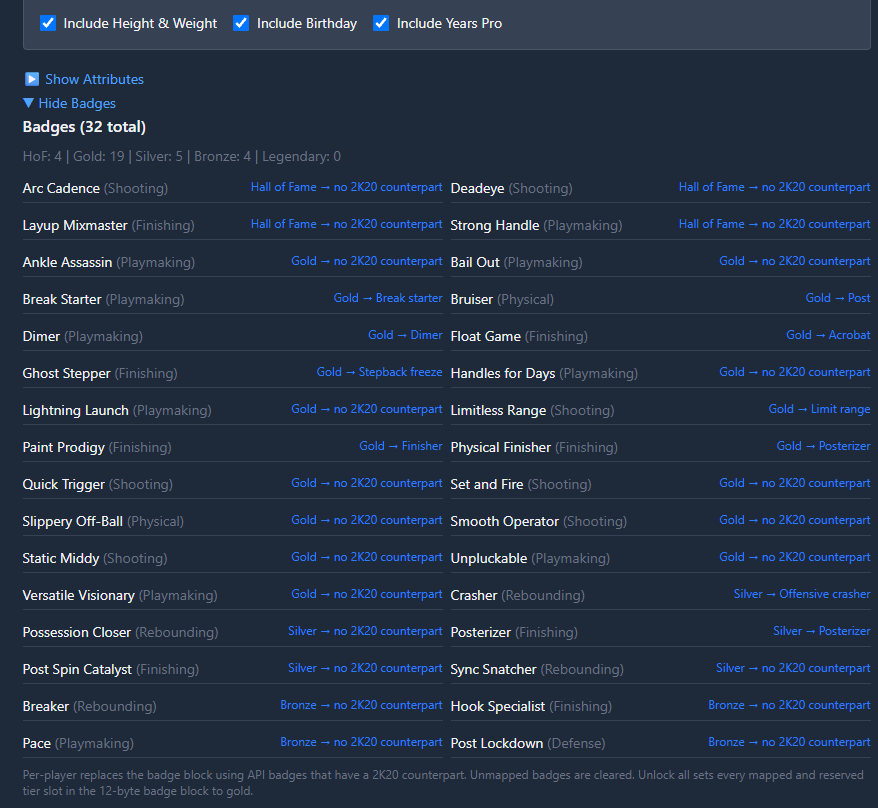 Include Height & Weight Include Birthday Include Years Pro
Show Attributes
▼ Hide Badges
Badges (32 total)
HoF: 4 | Gold: 19 | Silver: 5 | Bronze: 4 | Legendary: 0
Arc Cadence (Shooting) Hall of Fame → no 2K20 counterpart Deadeye (Shooting) Hall of Fame → no 2K20 counterpart
Layup Mixmaster (Finishing) Hall of Fame → no 2K20 counterpart Strong Handle (Playmaking) Hall of Fame → no 2K20 counterpart
Ankle Assassin (Playmaking) Gold → no 2K20 counterpart Bail Out (Playmaking) Gold → no 2K20 counterpart
Break Starter (Playmaking) Gold → Break starter Bruiser (Physical) Gold → Post
Dimer (Playmaking) Gold → Dimer Float Game (Finishing) Gold → Acrobat
Ghost Stepper (Finishing) Gold → Stepback freeze Handles for Days (Playmaking) Gold → no 2K20 counterpart
Lightning Launch (Playmaking) Gold → no 2K20 counterpart Limitless Range (Shooting) Gold → Limit range
Paint Prodigy (Finishing) Gold → Finisher Physical Finisher (Finishing) Gold → Posterizer
Quick Trigger (Shooting) Gold → no 2K20 counterpart Set and Fire (Shooting) Gold → no 2K20 counterpart
Slippery Off-Ball (Physical) Gold → no 2K20 counterpart Smooth Operator (Shooting) Gold → no 2K20 counterpart
Static Middy (Shooting) Gold → no 2K20 counterpart Unpluckable (Playmaking) Gold → no 2K20 counterpart
Versatile Visionary (Playmaking) Gold → no 2K20 counterpart Crasher (Rebounding) Silver → Offensive crasher
Possession Closer (Rebounding) Silver → no 2K20 counterpart Posterizer (Finishing) Silver → Posterizer
Post Spin Catalyst (Finishing) Silver → no 2K20 counterpart Sync Snatcher (Rebounding) Silver → no 2K20 counterpart
Breaker (Rebounding) Bronze → no 2K20 counterpart Hook Specialist (Finishing) Bronze → no 2K20 counterpart
Pace (Playmaking) Bronze → no 2K20 counterpart Post Lockdown (Defense) Bronze → no 2K20 counterpart
Per-player replaces the badge block using API badges that have a 2K20 counterpart. Unmapped badges are cleared. Unlock all sets every mapped and reserved
tier slot in the 12-byte badge block to gold.